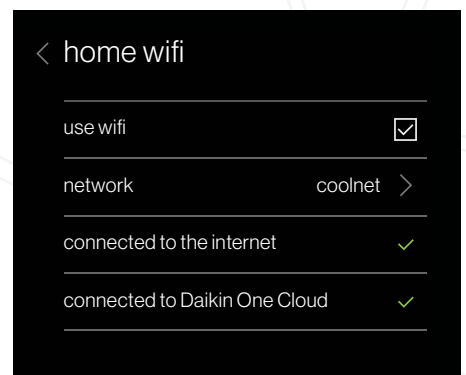 home wifi
use wifi
network coolnet
connected to the internet
connected to Daikin One Cloud